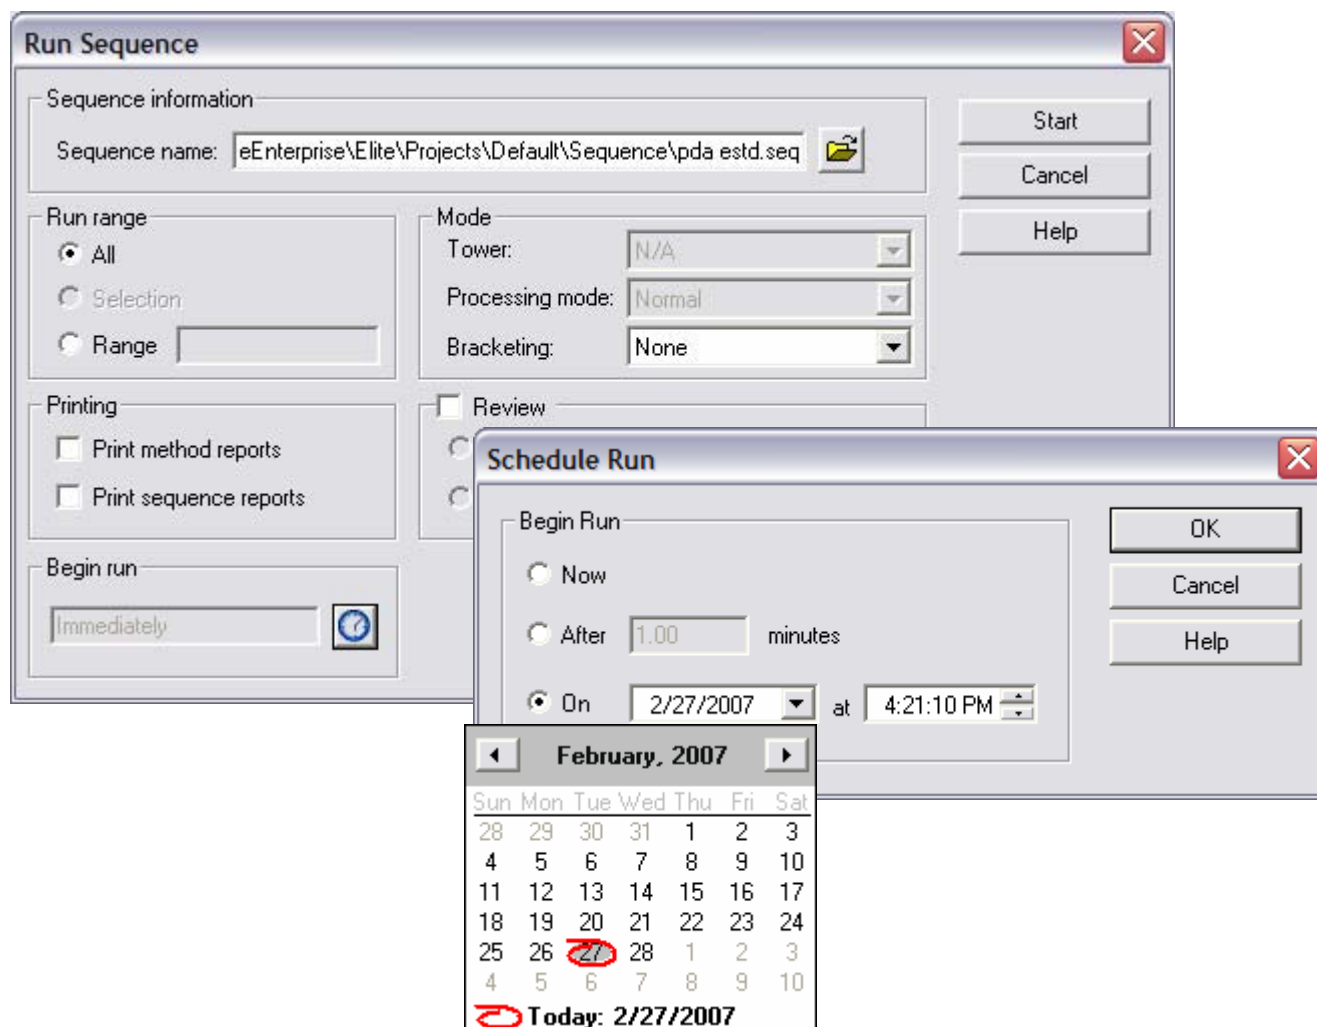 Run Sequence
Sequence information
Sequence name: eEnterprise\Elite\Projects\Default\Sequence\pda estd.seq
Start
Cancel
Help
Run range
All
Selection
Range
Mode
Tower: N/A
Processing mode: Normal
Bracketing: None
Printing
Print method reports
Print sequence reports
Review
Begin run
Immediately
Schedule Run
Begin Run
Now
After 1.00 minutes
On 2/27/2007 at 4:21:10 PM
OK
Cancel
Help
February, 2007
Sun Mon Tue Wed Thu Fri Sat
28 29 30 31 1 2 3
4 5 6 7 8 9 10
11 12 13 14 15 16 17
18 19 20 21 22 23 24
25 26 27 28 1 2 3
4 5 6 7 8 9 10
Today: 2/27/2007